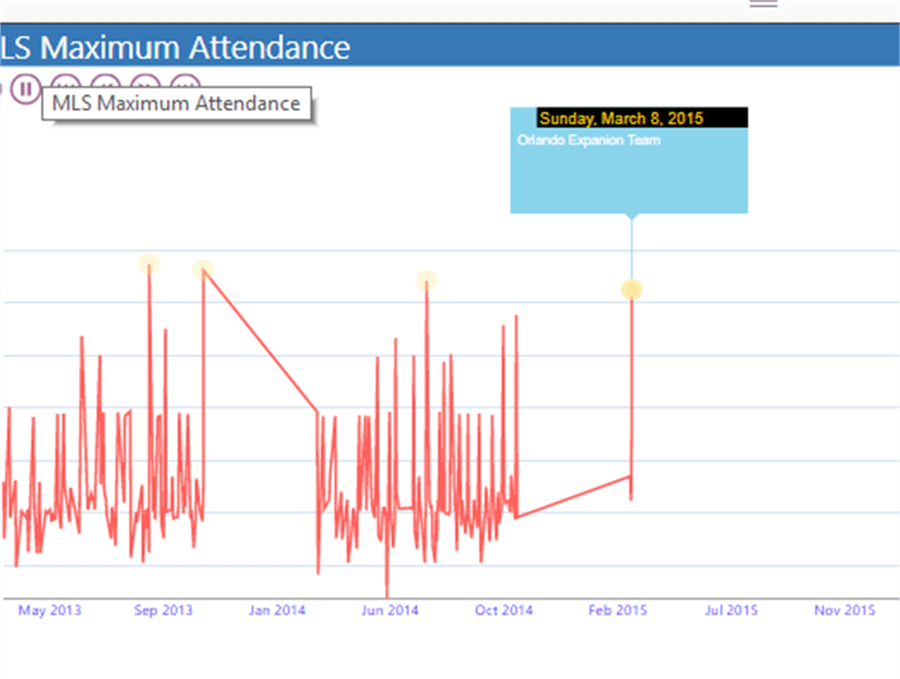 LS Maximum Attendance
MLS Maximum Attendance
Sunday, March 8, 2015
Orlando Expanion Team
May 2013 Sep 2013 Jan 2014 Jun 2014 Oct 2014 Feb 2015 Jul 2015 Nov 2015